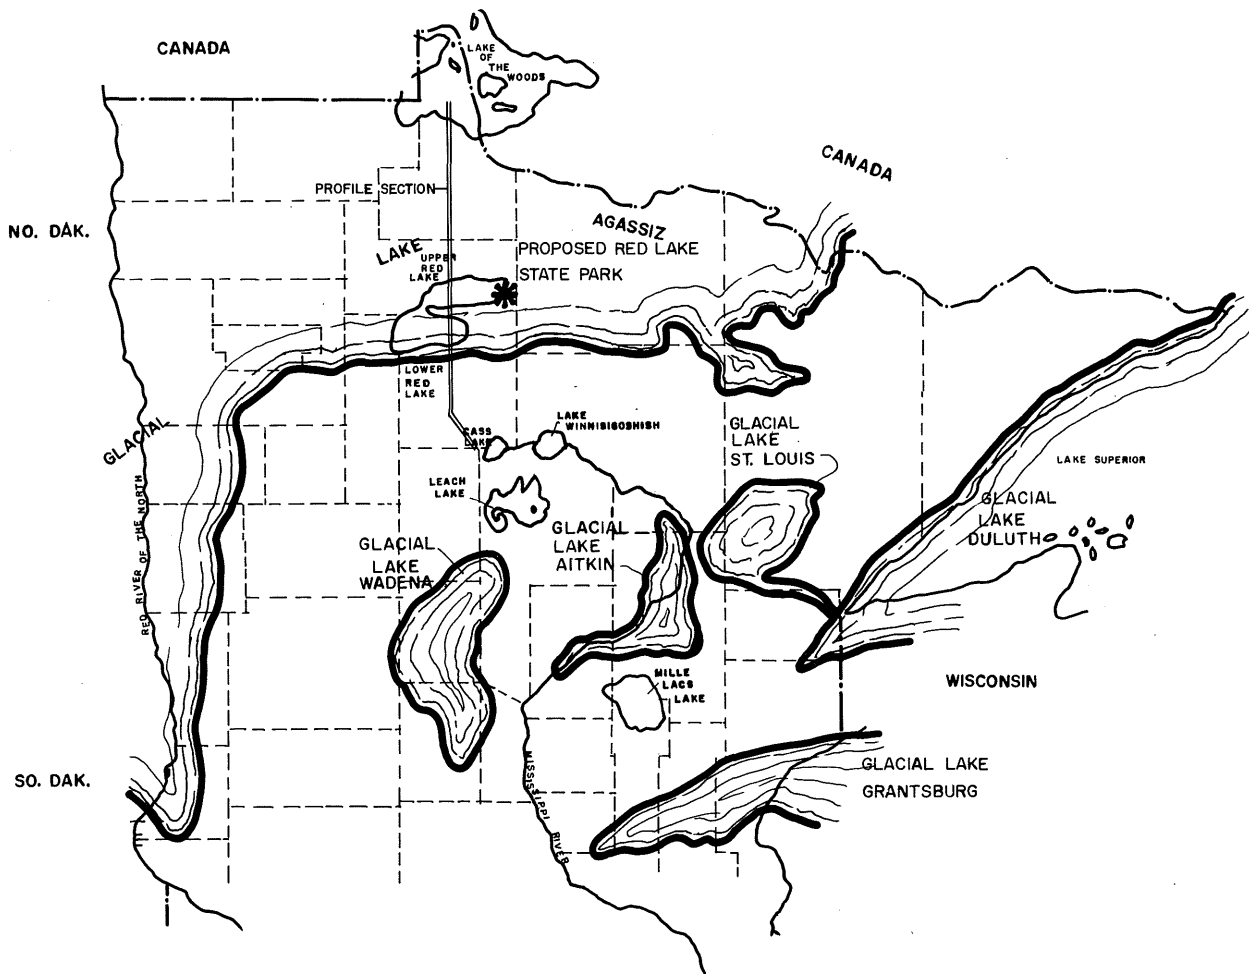 CANADA
LAKE
OF
THE
WOODS
CANADA
PROFILE SECTION
NO. DAK.
AGASSIZ
LAKE
UPPER
RED
LAKE
PROPOSED RED LAKE
STATE PARK
LOWER
RED
LAKE
GLACIAL
CASS
LAKE
LAKE
WINNISIGOSHISH
GLACIAL
LAKE
ST. LOUIS
LAKE SUPERIOR
LEACH
LAKE
GLACIAL
LAKE
DULUTH
RED RIVER OF THE NORTH
GLACIAL
LAKE
WADENA
GLACIAL
LAKE
AITKIN
MILLE
LACS
LAKE
WISCONSIN
SO. DAK.
MISSISSIPPI RIVER
GLACIAL LAKE
GRANTSBURG